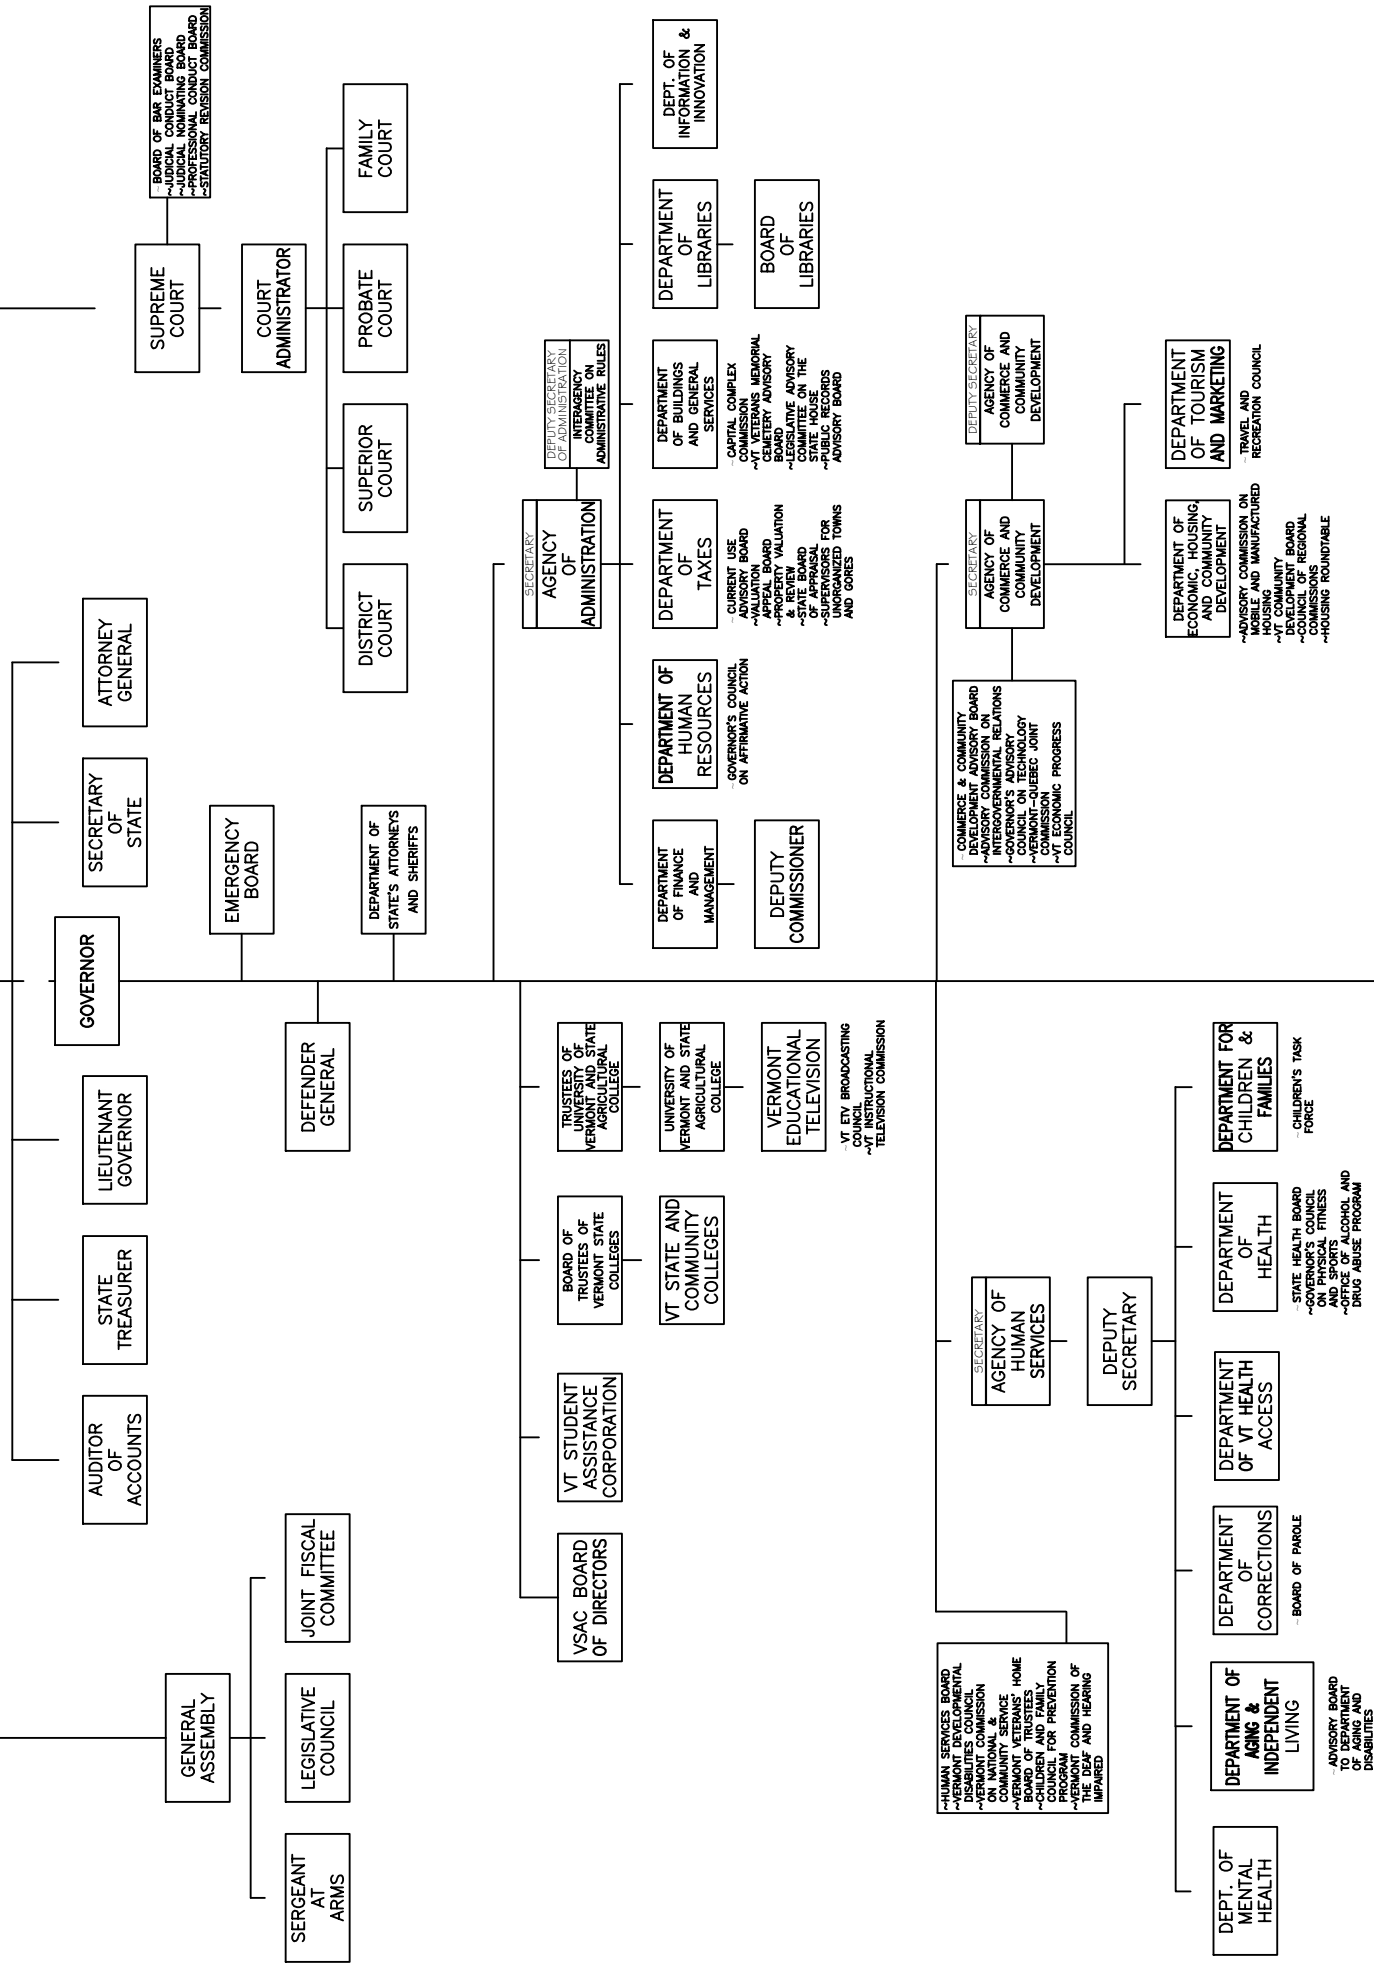 BOARD OF BAR EXAMINERS
~JUDICIAL CONDUCT BOARD
~JUDICIAL NOMINATING BOARD
~PROFESSIONAL CONDUCT BOARD
~STATUTORY REVISION COMMISSION
SUPREME
COURT
COURT
ADMINISTRATOR
DISTRICT
COURT
SUPERIOR
COURT
PROBATE
COURT
FAMILY
COURT
AUDITOR
OF
ACCOUNTS
STATE
TREASURER
LIEUTENANT
GOVERNOR
GOVERNOR
SECRETARY
OF
STATE
ATTORNEY
GENERAL
GENERAL
ASSEMBLY
SERGEANT
AT
ARMS
LEGISLATIVE
COUNCIL
JOINT FISCAL
COMMITTEE
EMERGENCY
BOARD
DEFENDER
GENERAL
DEPARTMENT OF
STATE'S ATTORNEYS
AND SHERIFFS
SECRETARY
AGENCY
OF
ADMINISTRATION
DEPUTY SECRETARY
OF ADMINISTRATION
INTERAGENCY
COMMITTEE ON
ADMINISTRATIVE RULES
DEPARTMENT
OF FINANCE
AND
MANAGEMENT
DEPUTY
COMMISSIONER
DEPARTMENT OF
HUMAN
RESOURCES
~GOVERNOR'S COUNCIL
ON AFFIRMATIVE ACTION
DEPARTMENT
OF
TAXES
~CURRENT USE
ADVISORY BOARD
~VALUATION
APPEAL BOARD
~PROPERTY VALUATION
& REVIEW
~STATE BOARD
OF APPRAISAL
~SUPERVISORS FOR
UNORGANIZED TOWNS
AND GORES
DEPARTMENT
OF BUILDINGS
AND GENERAL
SERVICES
~CAPITAL COMPLEX
COMMISSION
~VT VETERANS MEMORIAL
CEMETERY ADVISORY
BOARD
~LEGISLATIVE ADVISORY
COMMITTEE ON THE
STATE HOUSE
~PUBLIC RECORDS
ADVISORY BOARD
DEPARTMENT
OF
LIBRARIES
BOARD
OF
LIBRARIES
DEPT. OF
INFORMATION &
INNOVATION
VSAC BOARD
OF DIRECTORS
VT STUDENT
ASSISTANCE
CORPORATION
BOARD OF
TRUSTEES OF
VERMONT STATE
COLLEGES
VT STATE AND
COMMUNITY
COLLEGES
TRUSTEES OF
UNIVERSITY OF
VERMONT AND STATE
AGRICULTURAL
COLLEGE
UNIVERSITY OF
VERMONT AND STATE
AGRICULTURAL
COLLEGE
VERMONT
EDUCATIONAL
TELEVISION
~VT ETV BROADCASTING
COUNCIL
~VT INSTRUCTIONAL
TELEVISION COMMISSION
~COMMERCE & COMMUNITY
DEVELOPMENT ADVISORY BOARD
~ADVISORY COMMISSION ON
INTERGOVERNMENTAL RELATIONS
~GOVERNOR'S ADVISORY
COUNCIL ON TECHNOLOGY
~VERMONT-QUEBEC JOINT
COMMISSION
~VT ECONOMIC PROGRESS
COUNCIL
SECRETARY
AGENCY OF
COMMERCE AND
COMMUNITY
DEVELOPMENT
DEPUTY SECRETARY
AGENCY OF
COMMERCE AND
COMMUNITY
DEVELOPMENT
DEPARTMENT OF
ECONOMIC, HOUSING,
AND COMMUNITY
DEVELOPMENT
~ADVISORY COMMISSION ON
MOBILE AND MANUFACTURED
HOUSING
~VT COMMUNITY
DEVELOPMENT BOARD
~COUNCIL OF REGIONAL
COMMISSIONS
~HOUSING ROUNDTABLE
DEPARTMENT
OF TOURISM
AND MARKETING
~TRAVEL AND
RECREATION COUNCIL
~HUMAN SERVICES BOARD
~VERMONT DEVELOPMENTAL
DISABILITIES COUNCIL
~VERMONT COMMISSION
ON NATIONAL &
COMMUNITY SERVICE
~VERMONT VETERANS' HOME
BOARD OF TRUSTEES
~CHILDREN AND FAMILY
COUNCIL FOR PREVENTION
PROGRAM
~VERMONT COMMISSION OF
THE DEAF AND HEARING
IMPAIRED
SECRETARY
AGENCY OF
HUMAN
SERVICES
DEPUTY
SECRETARY
DEPT. OF
MENTAL
HEALTH
DEPARTMENT OF
AGING &
INDEPENDENT
LIVING
~ADVISORY BOARD
TO DEPARTMENT
OF AGING AND
DISABILITIES
DEPARTMENT
OF
CORRECTIONS
~BOARD OF PAROLE
DEPARTMENT
OF VT HEALTH
ACCESS
DEPARTMENT
OF
HEALTH
~STATE HEALTH BOARD
~GOVERNOR'S COUNCIL
ON PHYSICAL FITNESS
AND SPORTS
~OFFICE OF ALCOHOL AND
DRUG ABUSE PROGRAM
DEPARTMENT FOR
CHILDREN &
FAMILIES
~CHILDREN'S TASK
FORCE